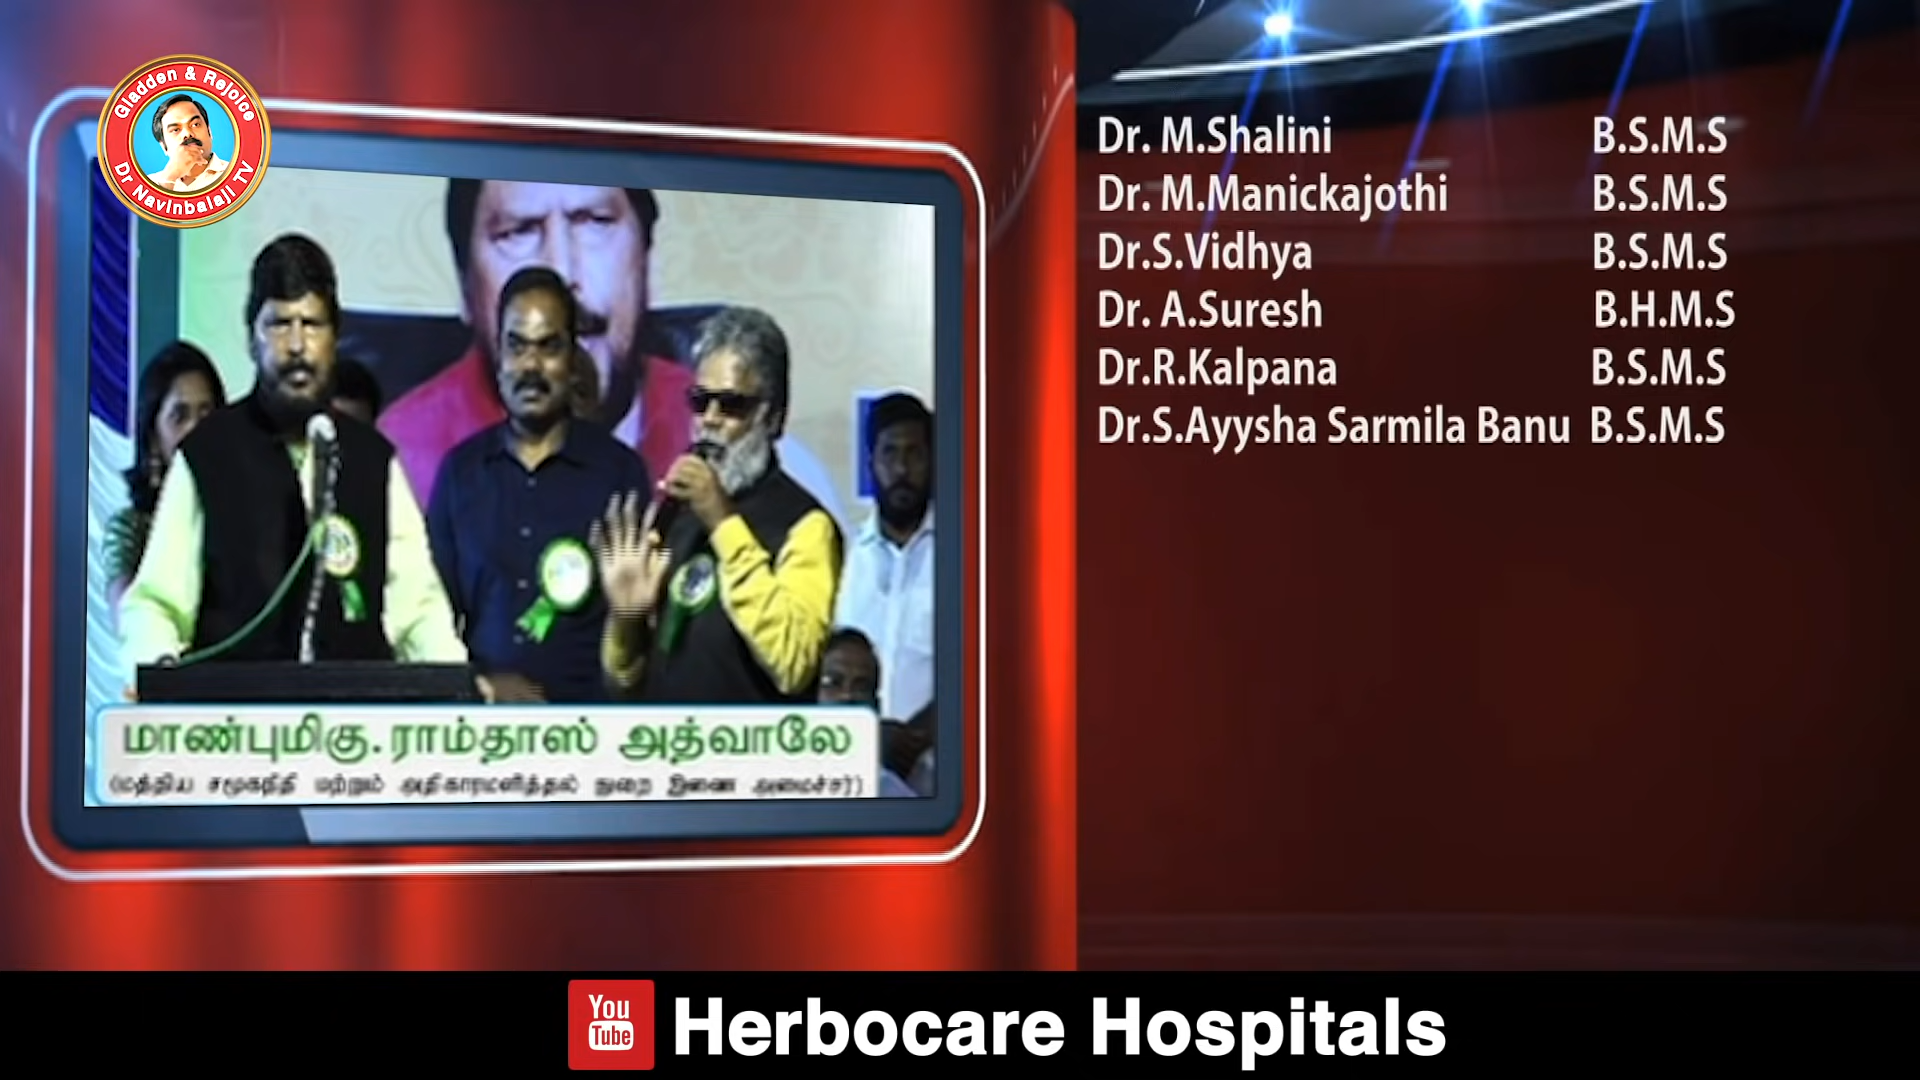 Gladden & Rejoice
Dr Navinbalaji TV
மாண்புமிகு.ராம்தாஸ் அத்வாலே
(மத்திய சமூகநீதி மற்றும் அதிகாரமளித்தல் துறை இணை அமைச்சர்)
Dr. M.Shalini B.S.M.S
Dr. M.Manickajothi B.S.M.S
Dr.S.Vidhya B.S.M.S
Dr. A.Suresh B.H.M.S
Dr.R.Kalpana B.S.M.S
Dr.S.Ayysha Sarmila Banu B.S.M.S
You
Tube
Herbocare Hospitals